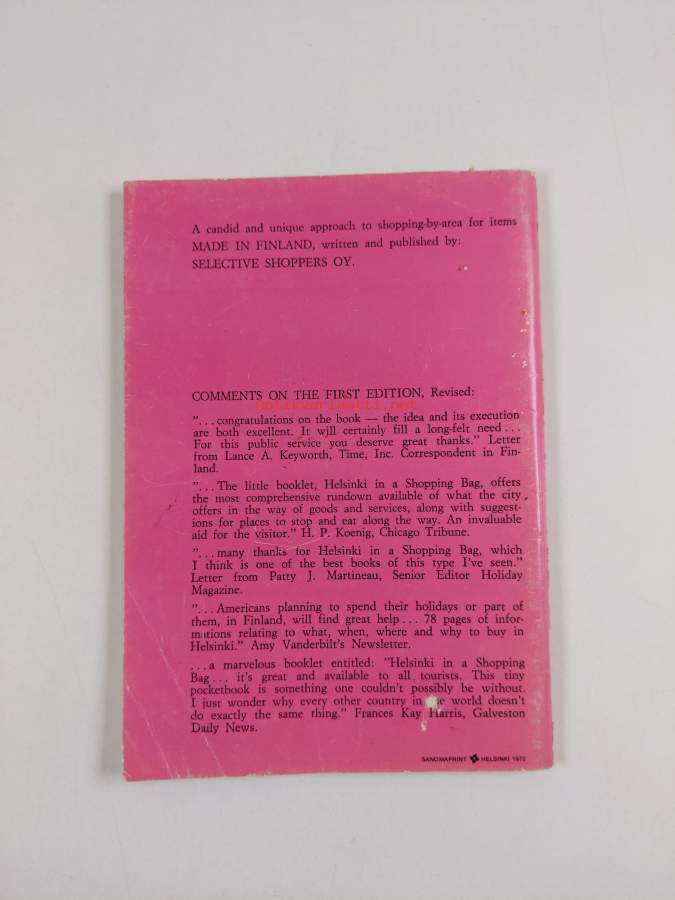 A candid and unique approach to shopping-by-area for items
MADE IN FINLAND, written and published by:
SELECTIVE SHOPPERS OY.
COMMENTS ON THE FIRST EDITION, Revised:
"... congratulations on the book — the idea and its execution
are both excellent. It will certainly fill a long-felt need ...
For this public service you deserve great thanks." Letter
from Lance A. Keyworth, Time, Inc. Correspondent in Fin-
land.
"... The little booklet, Helsinki in a Shopping Bag, offers
the most comprehensive rundown available of what the city
offers in the way of goods and services, along with suggest-
ions for places to stop and eat along the way. An invaluable
aid for the visitor." H. P. Koenig, Chicago Tribune.
"... many thanks for Helsinki in a Shopping Bag, which
I think is one of the best books of this type I've seen."
Letter from Patty J. Martineau, Senior Editor Holiday
Magazine.
"... Americans planning to spend their holidays or part of
them, in Finland, will find great help ... 78 pages of infor-
mations relating to what, when, where and why to buy in
Helsinki." Amy Vanderbilt's Newsletter.
... a marvelous booklet entitled: "Helsinki in a Shopping
Bag ... it's great and available to all tourists. This tiny
pocketbook is something one couldn't possibly be without.
I just wonder why every other country in the world doesn't
do exactly the same thing." Frances Kay Harris, Galveston
Daily News.
SANOMAPRINT HELSINKI 1972